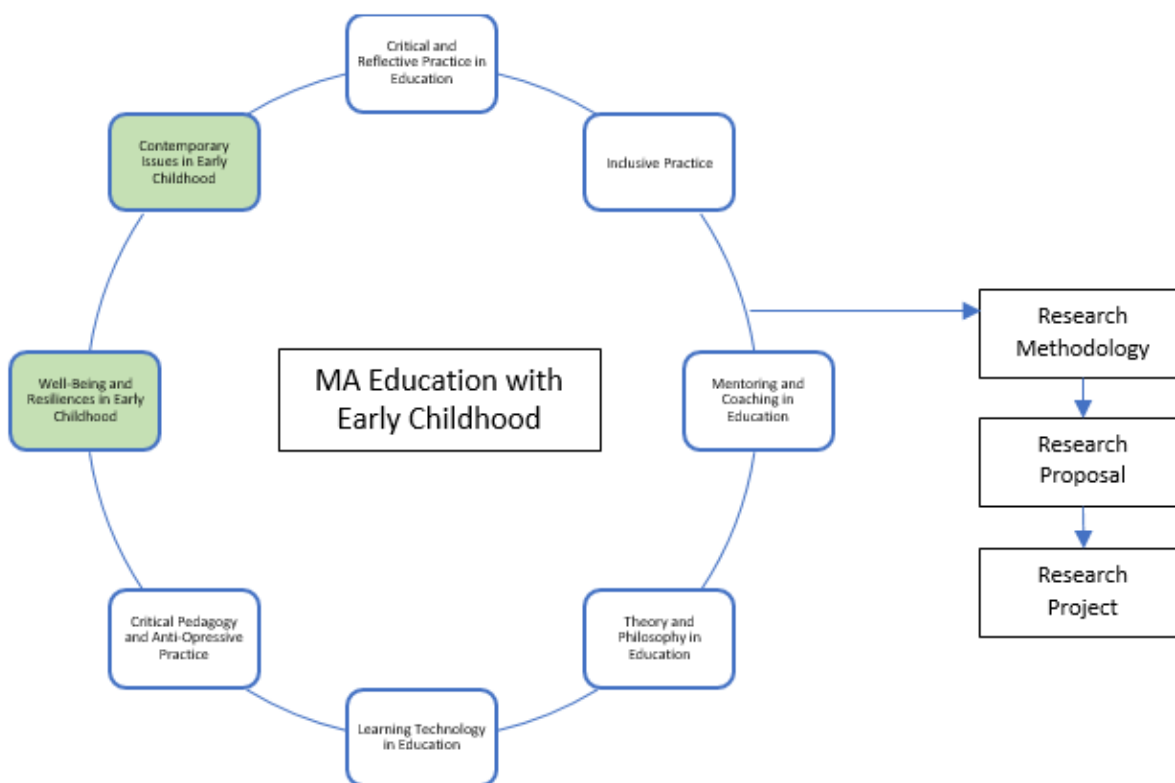 Critical and
Reflective Practice in
Education
Contemporary
Issues in Early
Childhood
Inclusive Practice
Well-Being and
Resiliences in Early
Childhood
MA Education with
Early Childhood
Mentoring and
Coaching in
Education
Critical Pedagogy
and Anti-Opressive
Practice
Theory and
Philosophy in
Education
Learning Technology
in Education
Research
Methodology
Research
Proposal
Research
Project